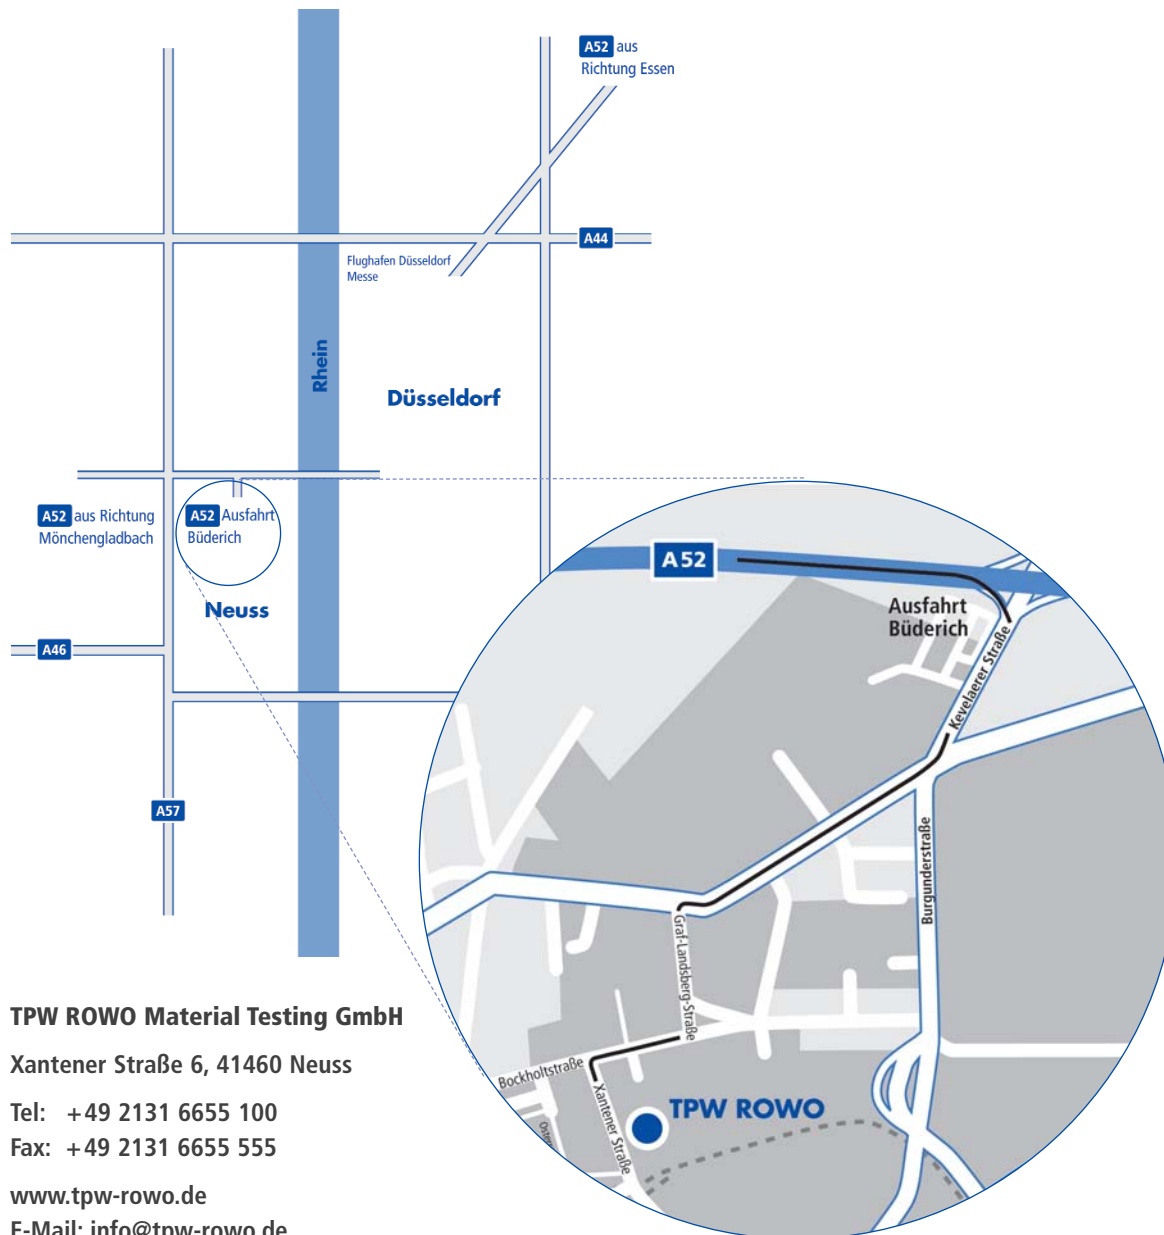 A52 aus
Richtung Essen
A44
Flughafen Düsseldorf
Messe
Rhein
Düsseldorf
A52 aus Richtung
Mönchengladbach
A52 Ausfahrt
Büderich
Neuss
A46
A57
A52
Ausfahrt
Büderich
Kevelaerer Straße
Burgunderstraße
Graf-Landsberg-Straße
Bockholtstraße
Xantener Straße
TPW ROWO
TPW ROWO Material Testing GmbH
Xantener Straße 6, 41460 Neuss
Tel: +49 2131 6655 100
Fax: +49 2131 6655 555
www.tpw-rowo.de
E-Mail: info@tpw-rowo.de